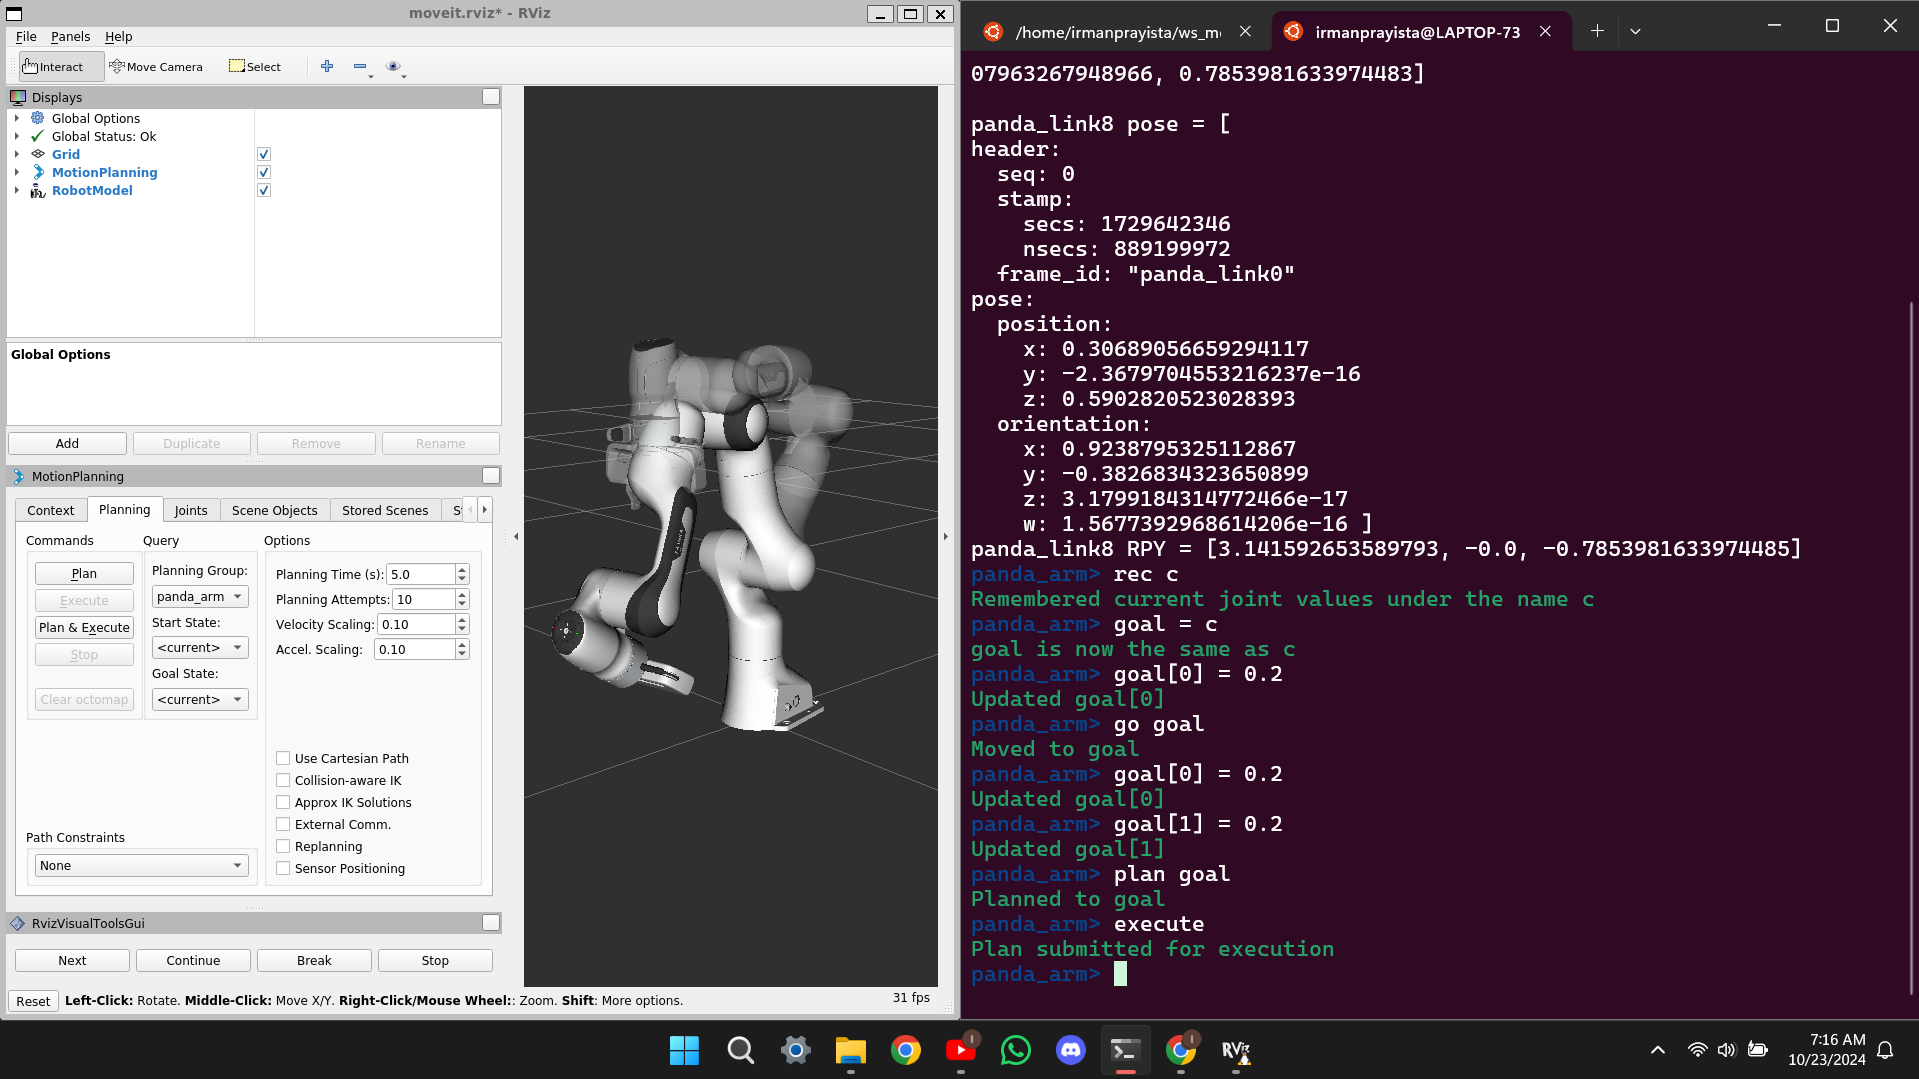 moveit.rviz* - RViz
File Panels Help
Interact Move Camera Select
Displays
Global Options
Global Status: Ok
Grid
MotionPlanning
RobotModel
Global Options
Add Duplicate Remove Rename
MotionPlanning
Context Planning Joints Scene Objects Stored Scenes S
Commands Query Options
Plan
Execute
Plan & Execute
Stop
Clear octomap
Planning Group:
panda_arm
Start State:
<current>
Goal State:
<current>
Planning Time (s): 5.0
Planning Attempts: 10
Velocity Scaling: 0.10
Accel. Scaling: 0.10
Use Cartesian Path
Collision-aware IK
Approx IK Solutions
External Comm.
Replanning
Sensor Positioning
Path Constraints
None
RvizVisualToolsGui
Next Continue Break Stop
Reset Left-Click: Rotate. Middle-Click: Move X/Y. Right-Click/Mouse Wheel:: Zoom. Shift: More options. 31 fps
/home/irmanprayista/ws_m irmanprayista@LAPTOP-73
07963267948966, 0.7853981633974483]
panda_link8 pose = [
header:
seq: 0
stamp:
secs: 1729642346
nsecs: 889199972
frame_id: "panda_link0"
pose:
position:
x: 0.30689056659294117
y: -2.3679704553216237e-16
z: 0.5902820523028393
orientation:
x: 0.9238795325112867
y: -0.3826834323650899
z: 3.1799184314772466e-17
w: 1.5677392968614206e-16 ]
panda_link8 RPY = [3.141592653589793, -0.0, -0.7853981633974485]
panda_arm> rec c
Remembered current joint values under the name c
panda_arm> goal = c
goal is now the same as c
panda_arm> goal[0] = 0.2
Updated goal[0]
panda_arm> go goal
Moved to goal
panda_arm> goal[0] = 0.2
Updated goal[0]
panda_arm> goal[1] = 0.2
Updated goal[1]
panda_arm> plan goal
Planned to goal
panda_arm> execute
Plan submitted for execution
panda_arm>
RViz
7:16 AM
10/23/2024